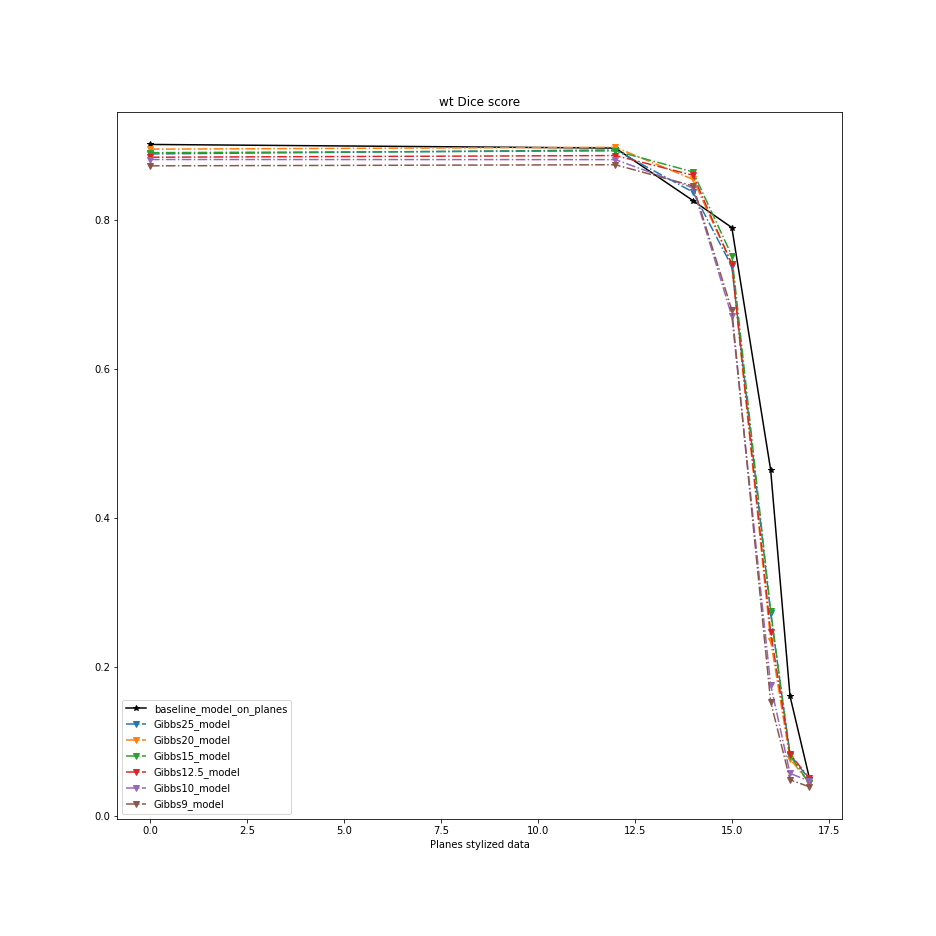 wt Dice score
0.8
0.6
0.4
0.2
0.0
baseline_model_on_planes
Gibbs25_model
Gibbs20_model
Gibbs15_model
Gibbs12.5_model
Gibbs10_model
Gibbs9_model
0.0 2.5 5.0 7.5 10.0 12.5 15.0 17.5
Planes stylized data